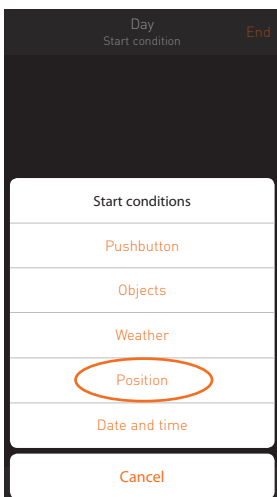 Day
End
Start condition
Start conditions
Pushbutton
Objects
Weather
Position
Date and time
Cancel